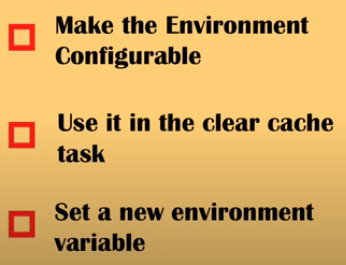 Make the Environment
Configurable
Use it in the clear cache
task
Set a new environment
variable